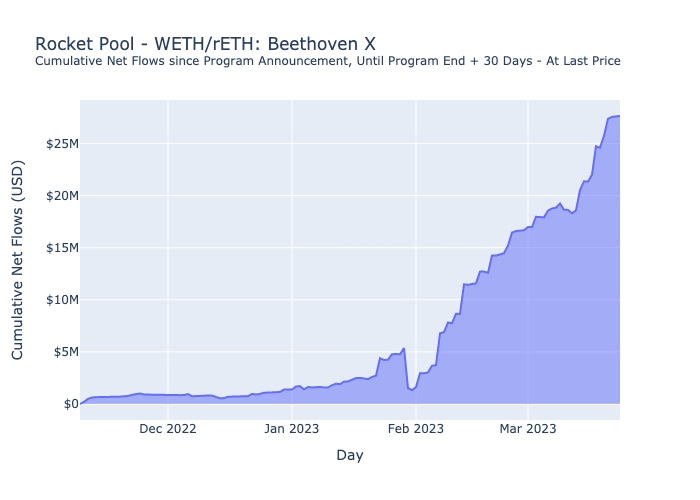 Rocket Pool - WETH/rETH: Beethoven X
Cumulative Net Flows since Program Announcement, Until Program End + 30 Days - At Last Price
Cumulative Net Flows (USD)
$25M
$20M
$15M
$10M
$5M
$0
Dec 2022
Jan 2023
Feb 2023
Mar 2023
Day